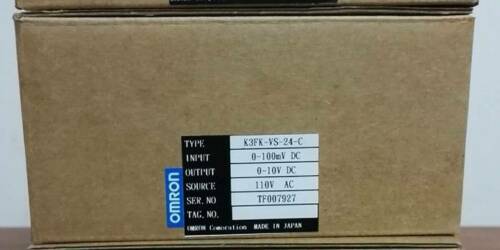 OMRON
TYPE K3FK-VS-24-C
INPUT 0-100mV DC
OUTPUT 0-10V DC
SOURCE 110V AC
SER.NO TF007927
TAG.NO.
OMRON Comoration MADE IN JAPAN